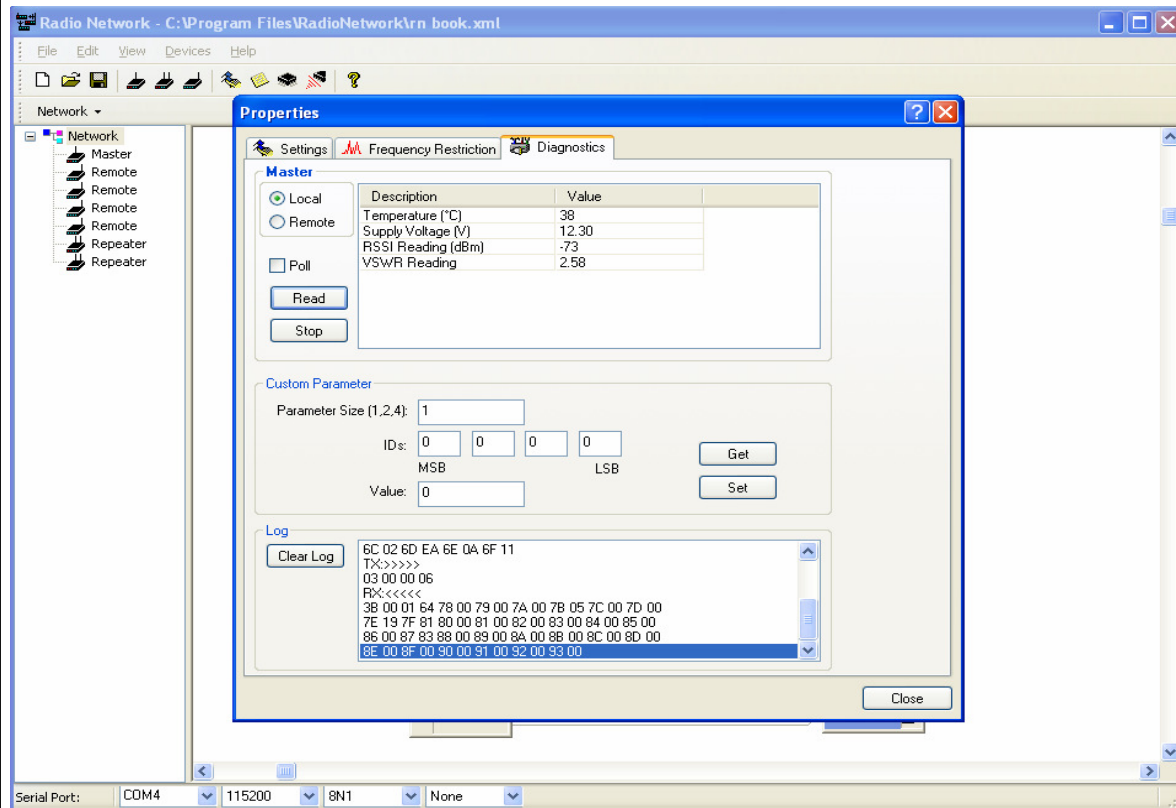 Radio Network - C:\Program Files\RadioNetwork\rn book.xml
File Edit View Devices Help
Network
Network
Master
Remote
Remote
Remote
Remote
Repeater
Repeater
Properties
Settings Frequency Restriction Diagnostics
Master
Local
Remote
Poll
Read
Stop
Description Value
Temperature (°C) 38
Supply Voltage (V) 12.30
RSSI Reading (dBm) -73
VSWR Reading 2.58
Custom Parameter
Parameter Size (1,2,4): 1
IDs: 0 0 0 0
MSB LSB
Value: 0
Get
Set
Log
Clear Log
6C 02 6D EA 6E 0A 6F 11
TX:>>>>>
03 00 00 06
RX:<<<<<
3B 00 01 64 78 00 79 00 7A 00 7B 05 7C 00 7D 00
7E 19 7F 81 80 00 81 00 82 00 83 00 84 00 85 00
86 00 87 83 88 00 89 00 8A 00 8B 00 8C 00 8D 00
8E 00 8F 00 90 00 91 00 92 00 93 00
Close
Serial Port: COM4 115200 8N1 None